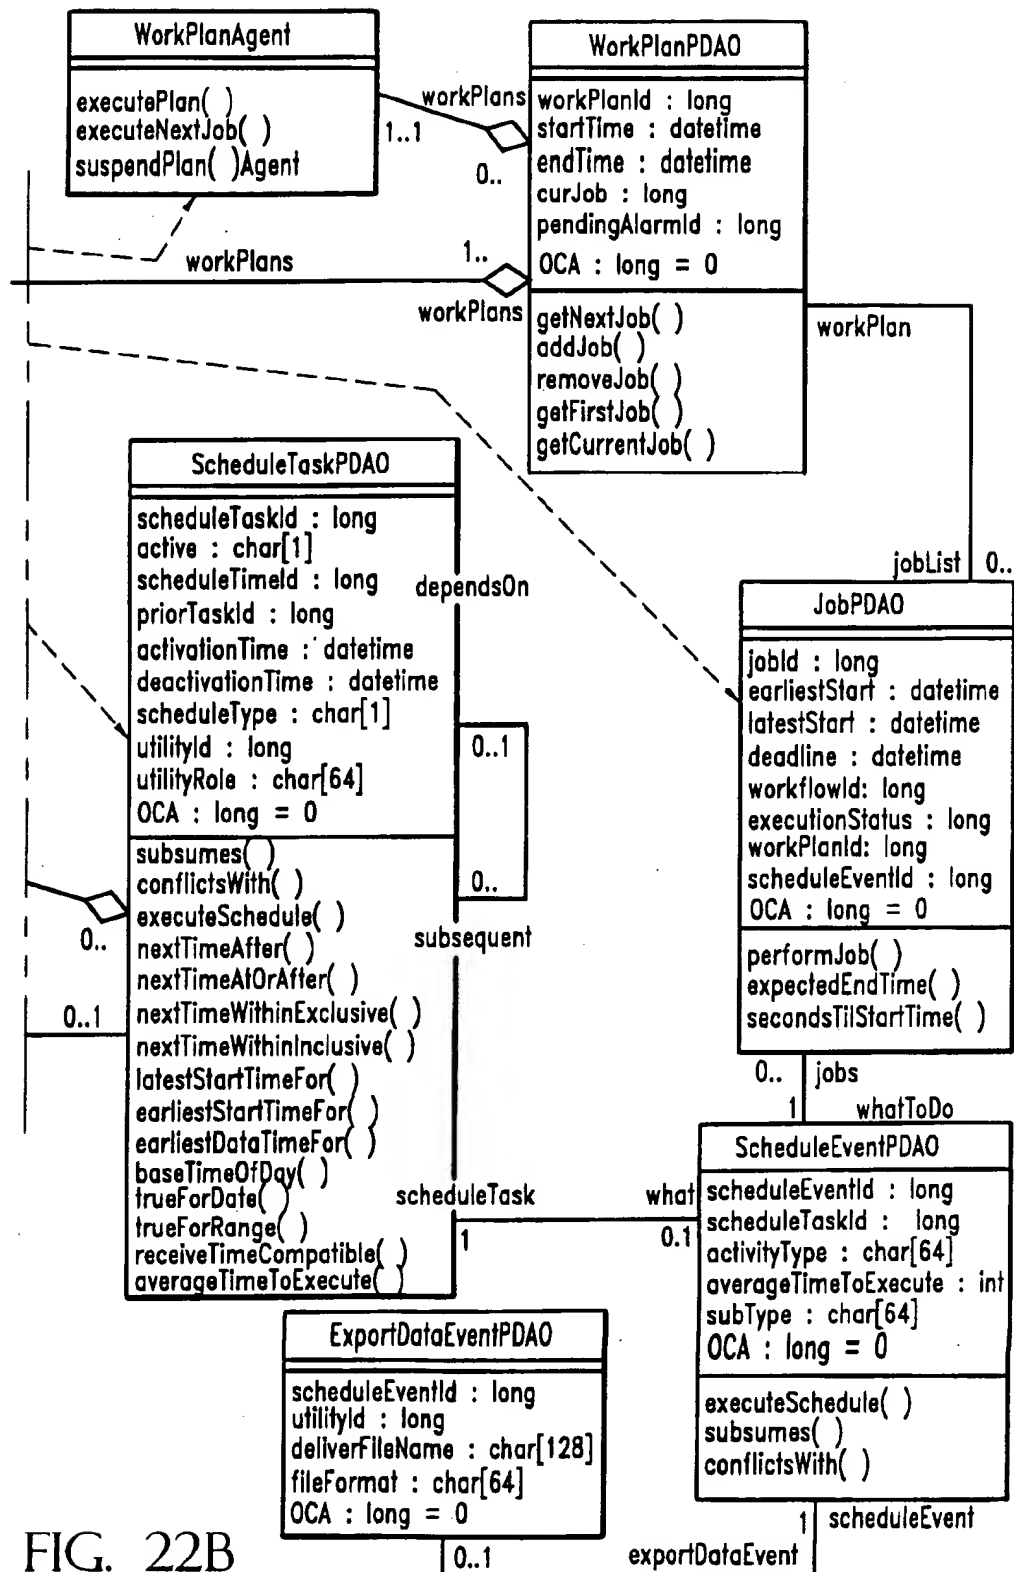 WorkPlanAgent
executePlan( )
executeNextJob( )
suspendPlan( )Agent
workPlans
1..1
0..
WorkPlanPDAO
workPlanId : long
startTime : datetime
endTime : datetime
curJob : long
pendingAlarmId : long
OCA : long = 0
getNextJob( )
addJob( )
removeJob( )
getFirstJob( )
getCurrentJob( )
workPlans
1..
workPlans
workPlan
jobList 0..
ScheduleTaskPDAO
scheduleTaskId : long
active : char[1]
scheduleTimeId : long
priorTaskId : long
activationTime : datetime
deactivationTime : datetime
scheduleType : char[1]
utilityId : long
utilityRole : char[64]
OCA : long = 0
subsumes( )
conflictsWith( )
executeSchedule( )
nextTimeAfter( )
nextTimeAtOrAfter( )
nextTimeWithinExclusive( )
nextTimeWithinInclusive( )
latestStartTimeFor( )
earliestStartTimeFor( )
earliestDataTimeFor( )
baseTimeOfDay( )
trueForDate( )
trueForRange( )
receiveTimeCompatible( )
averageTimeToExecute( )
dependsOn
0..1
0..
subsequent
0..
0..1
JobPDAO
jobId : long
earliestStart : datetime
latestStart : datetime
deadline : datetime
workflowId: long
executionStatus : long
workPlanId: long
scheduleEventId : long
OCA : long = 0
performJob( )
expectedEndTime( )
secondsTilStartTime( )
0.. jobs
1 whatToDo
scheduleTask
1
what
0.1
ScheduleEventPDAO
scheduleEventId : long
scheduleTaskId : long
activityType : char[64]
averageTimeToExecute : int
subType : char[64]
OCA : long = 0
executeSchedule( )
subsumes( )
conflictsWith( )
ExportDataEventPDAO
scheduleEventId : long
utilityId : long
deliverFileName : char[128]
fileFormat : char[64]
OCA : long = 0
1 scheduleEvent
0..1
exportDataEvent
FIG. 22B